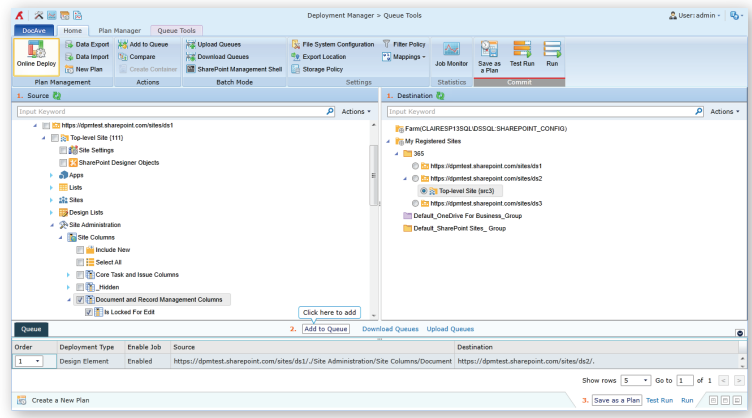 Deployment Manager > Queue Tools
User: admin
DocAve
Home
Plan Manager
Queue Tools
Online Deploy
Data Export
Data Import
New Plan
Plan Management
Add to Queue
Compare
Create Container
Actions
Upload Queues
Download Queues
SharePoint Management Shell
Batch Mode
File System Configuration
Export Location
Storage Policy
Filter Policy
Mappings
Settings
Job Monitor
Statistics
Save as a Plan
Test Run
Run
Commit
1. Source
Input Keyword
Actions
https://dpmtest.sharepoint.com/sites/ds1
Top-level Site (111)
Site Settings
SharePoint Designer Objects
Apps
Lists
Sites
Design Lists
Site Administration
Site Columns
Include New
Select All
Core Task and Issue Columns
_Hidden
Document and Record Management Columns
Is Locked For Edit
1. Destination
Input Keyword
Actions
Farm(CLAIRESP13SQL\DSSQL:SHAREPOINT_CONFIG)
My Registered Sites
365
https://dpmtest.sharepoint.com/sites/ds1
https://dpmtest.sharepoint.com/sites/ds2
Top-level Site (src3)
https://dpmtest.sharepoint.com/sites/ds3
Default_OneDrive For Business_Group
Default_SharePoint Sites_ Group
Click here to add
Queue
2. Add to Queue Download Queues Upload Queues
Order Deployment Type Enable Job Source Destination
1 Design Element Enabled https://dpmtest.sharepoint.com/sites/ds1/./Site Administration/Site Columns/Document https://dpmtest.sharepoint.com/sites/ds2/.
Show rows 5 Go to 1 of 1 < >
Create a New Plan
3. Save as a Plan Test Run Run